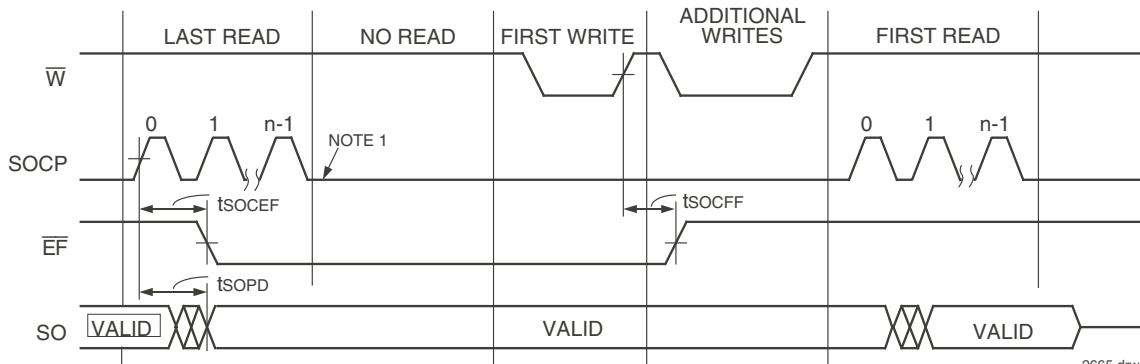 LAST READ NO READ FIRST WRITE ADDITIONAL WRITES FIRST READ
W
0 1 n-1 NOTE 1 0 1 n-1
SOCP
tSOCEF tSOCFF
EF
tSOPD
SO VALID VALID VALID